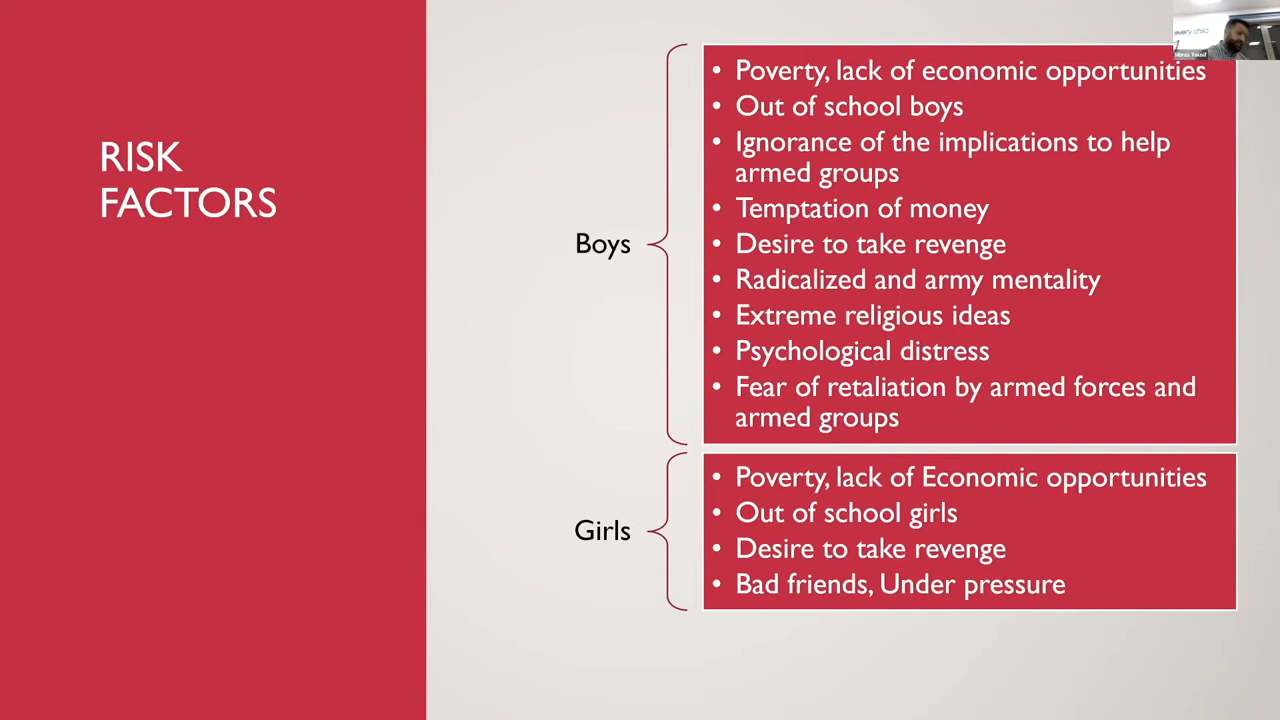 RISK
FACTORS
Boys
• Poverty, lack of economic opportunities
• Out of school boys
• Ignorance of the implications to help
armed groups
• Temptation of money
• Desire to take revenge
• Radicalized and army mentality
• Extreme religious ideas
• Psychological distress
• Fear of retaliation by armed forces and
armed groups
Girls
• Poverty, lack of Economic opportunities
• Out of school girls
• Desire to take revenge
• Bad friends, Under pressure
every child
Yousif